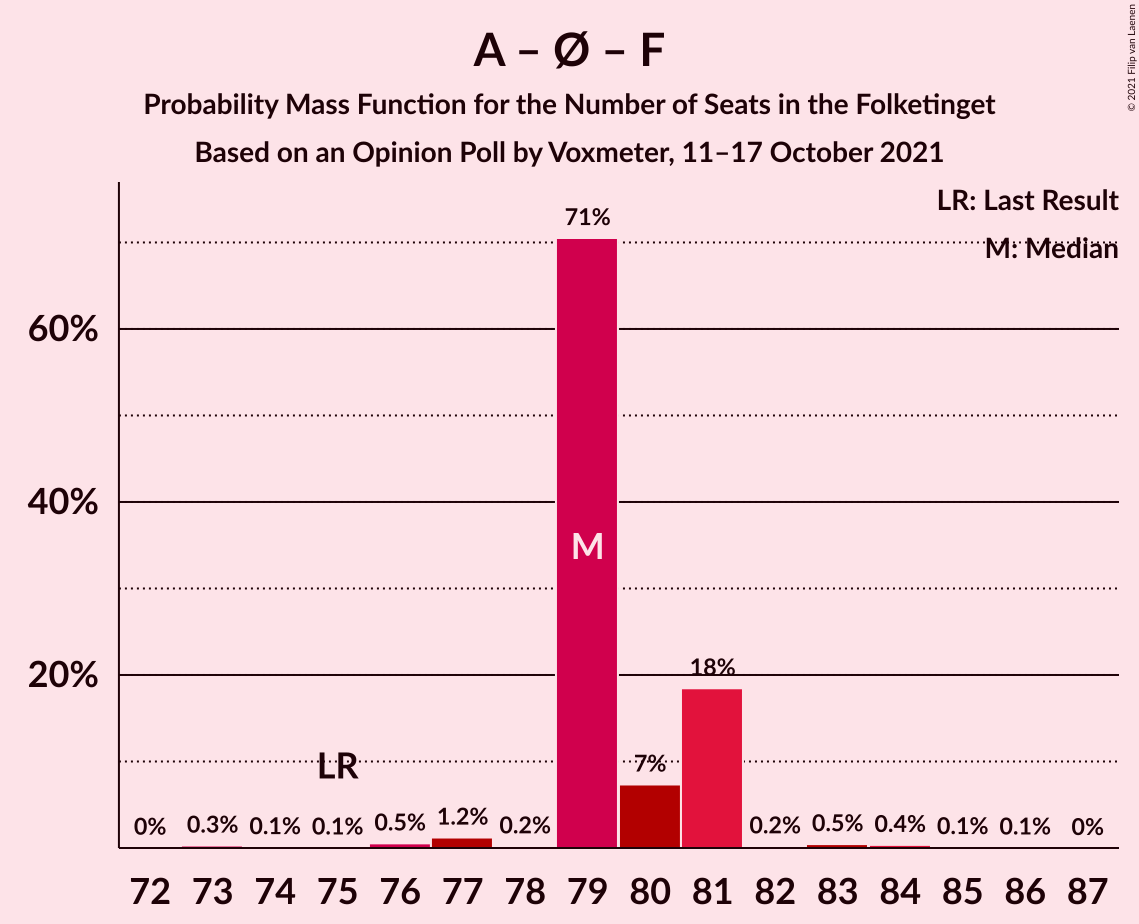 A – Ø – F
Probability Mass Function for the Number of Seats in the Folketinget
Based on an Opinion Poll by Voxmeter, 11–17 October 2021
© 2021 Filip van Laenen
LR: Last Result
M: Median
60%
40%
20%
0%
0.3%
0.1%
0.1%
LR
0.5%
1.2%
0.2%
71%
M
7%
18%
0.2%
0.5%
0.4%
0.1%
0.1%
0%
72 73 74 75 76 77 78 79 80 81 82 83 84 85 86 87